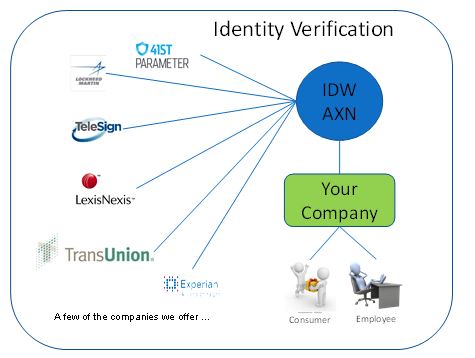 Identity Verification
41ST
PARAMETER
LOCKHEED
MARTIN
IDW
AXN
TeleSign
LexisNexis™
Your
Company
TransUnion
Experian
A few of the companies we offer ...
Consumer
Employee